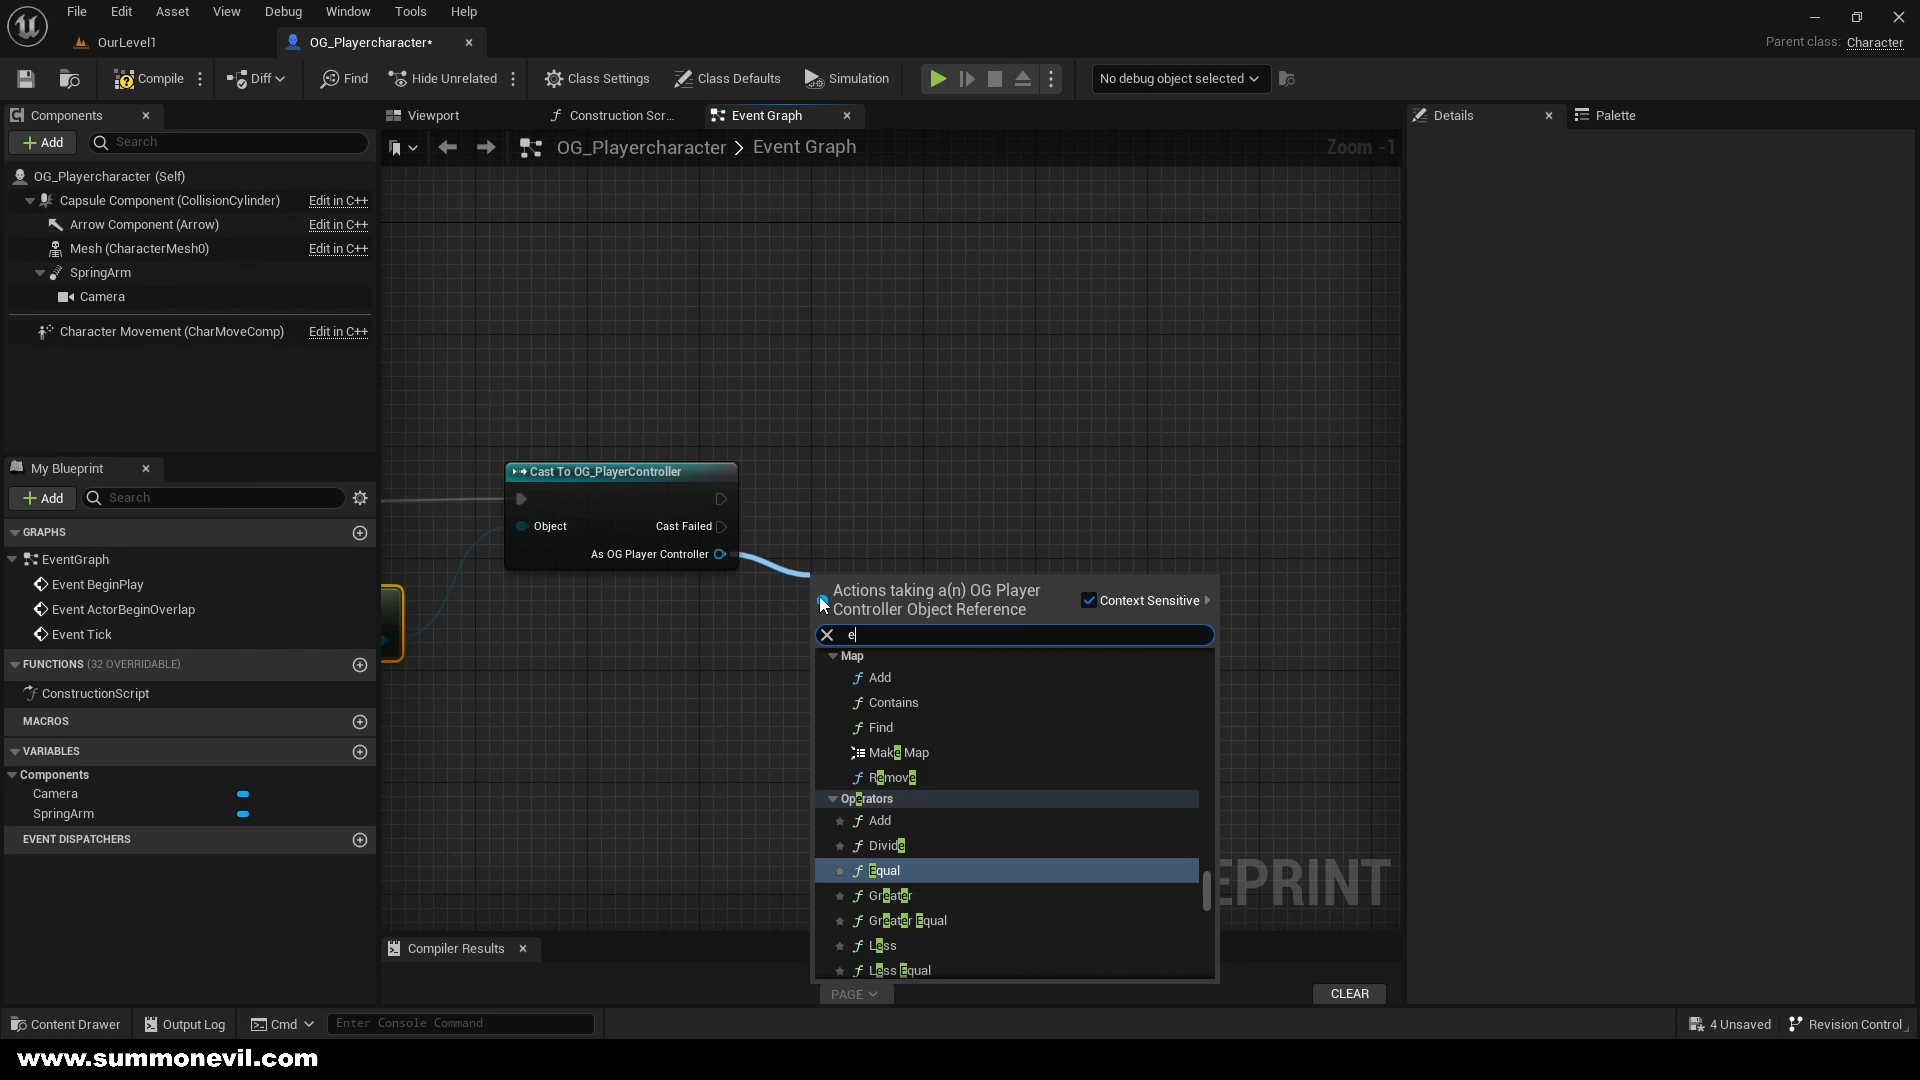 File Edit Asset View Debug Window Tools Help
OurLevel1
OG_Playercharacter*
Parent class: Character
Compile
Diff
Find
Hide Unrelated
Class Settings
Class Defaults
Simulation
No debug object selected
Components
Add
Search
OG_Playercharacter (Self)
Capsule Component (CollisionCylinder) Edit in C++
Arrow Component (Arrow) Edit in C++
Mesh (CharacterMesh0) Edit in C++
SpringArm
Camera
Character Movement (CharMoveComp) Edit in C++
My Blueprint
Add
Search
GRAPHS
EventGraph
Event BeginPlay
Event ActorBeginOverlap
Event Tick
FUNCTIONS (32 OVERRIDABLE)
ConstructionScript
MACROS
VARIABLES
Components
Camera
SpringArm
EVENT DISPATCHERS
Viewport
Construction Scr...
Event Graph
OG_Playercharacter > Event Graph
Zoom -1
Cast To OG_PlayerController
Object
Cast Failed
As OG Player Controller
Actions taking a(n) OG Player
Controller Object Reference
Context Sensitive
e
Map
Add
Contains
Find
Make Map
Remove
Operators
Add
Divide
Equal
Greater
Greater Equal
Less
Less Equal
EPRINT
Compiler Results
PAGE
CLEAR
Details
Palette
Content Drawer
Output Log
Cmd
Enter Console Command
4 Unsaved
Revision Control
www.summonevil.com